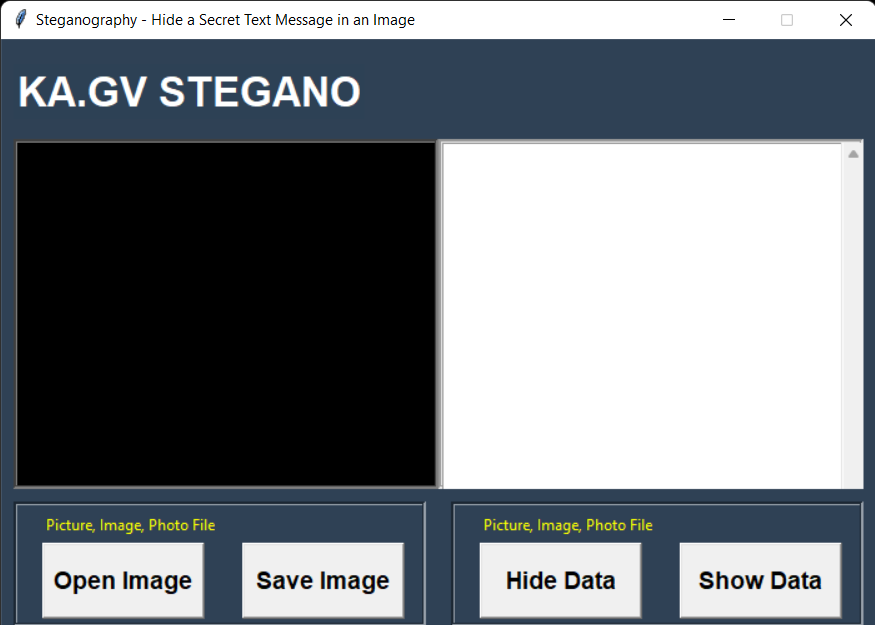 Steganography - Hide a Secret Text Message in an Image
KA.GV STEGANO
Picture, Image, Photo File
Picture, Image, Photo File
Open Image
Save Image
Hide Data
Show Data